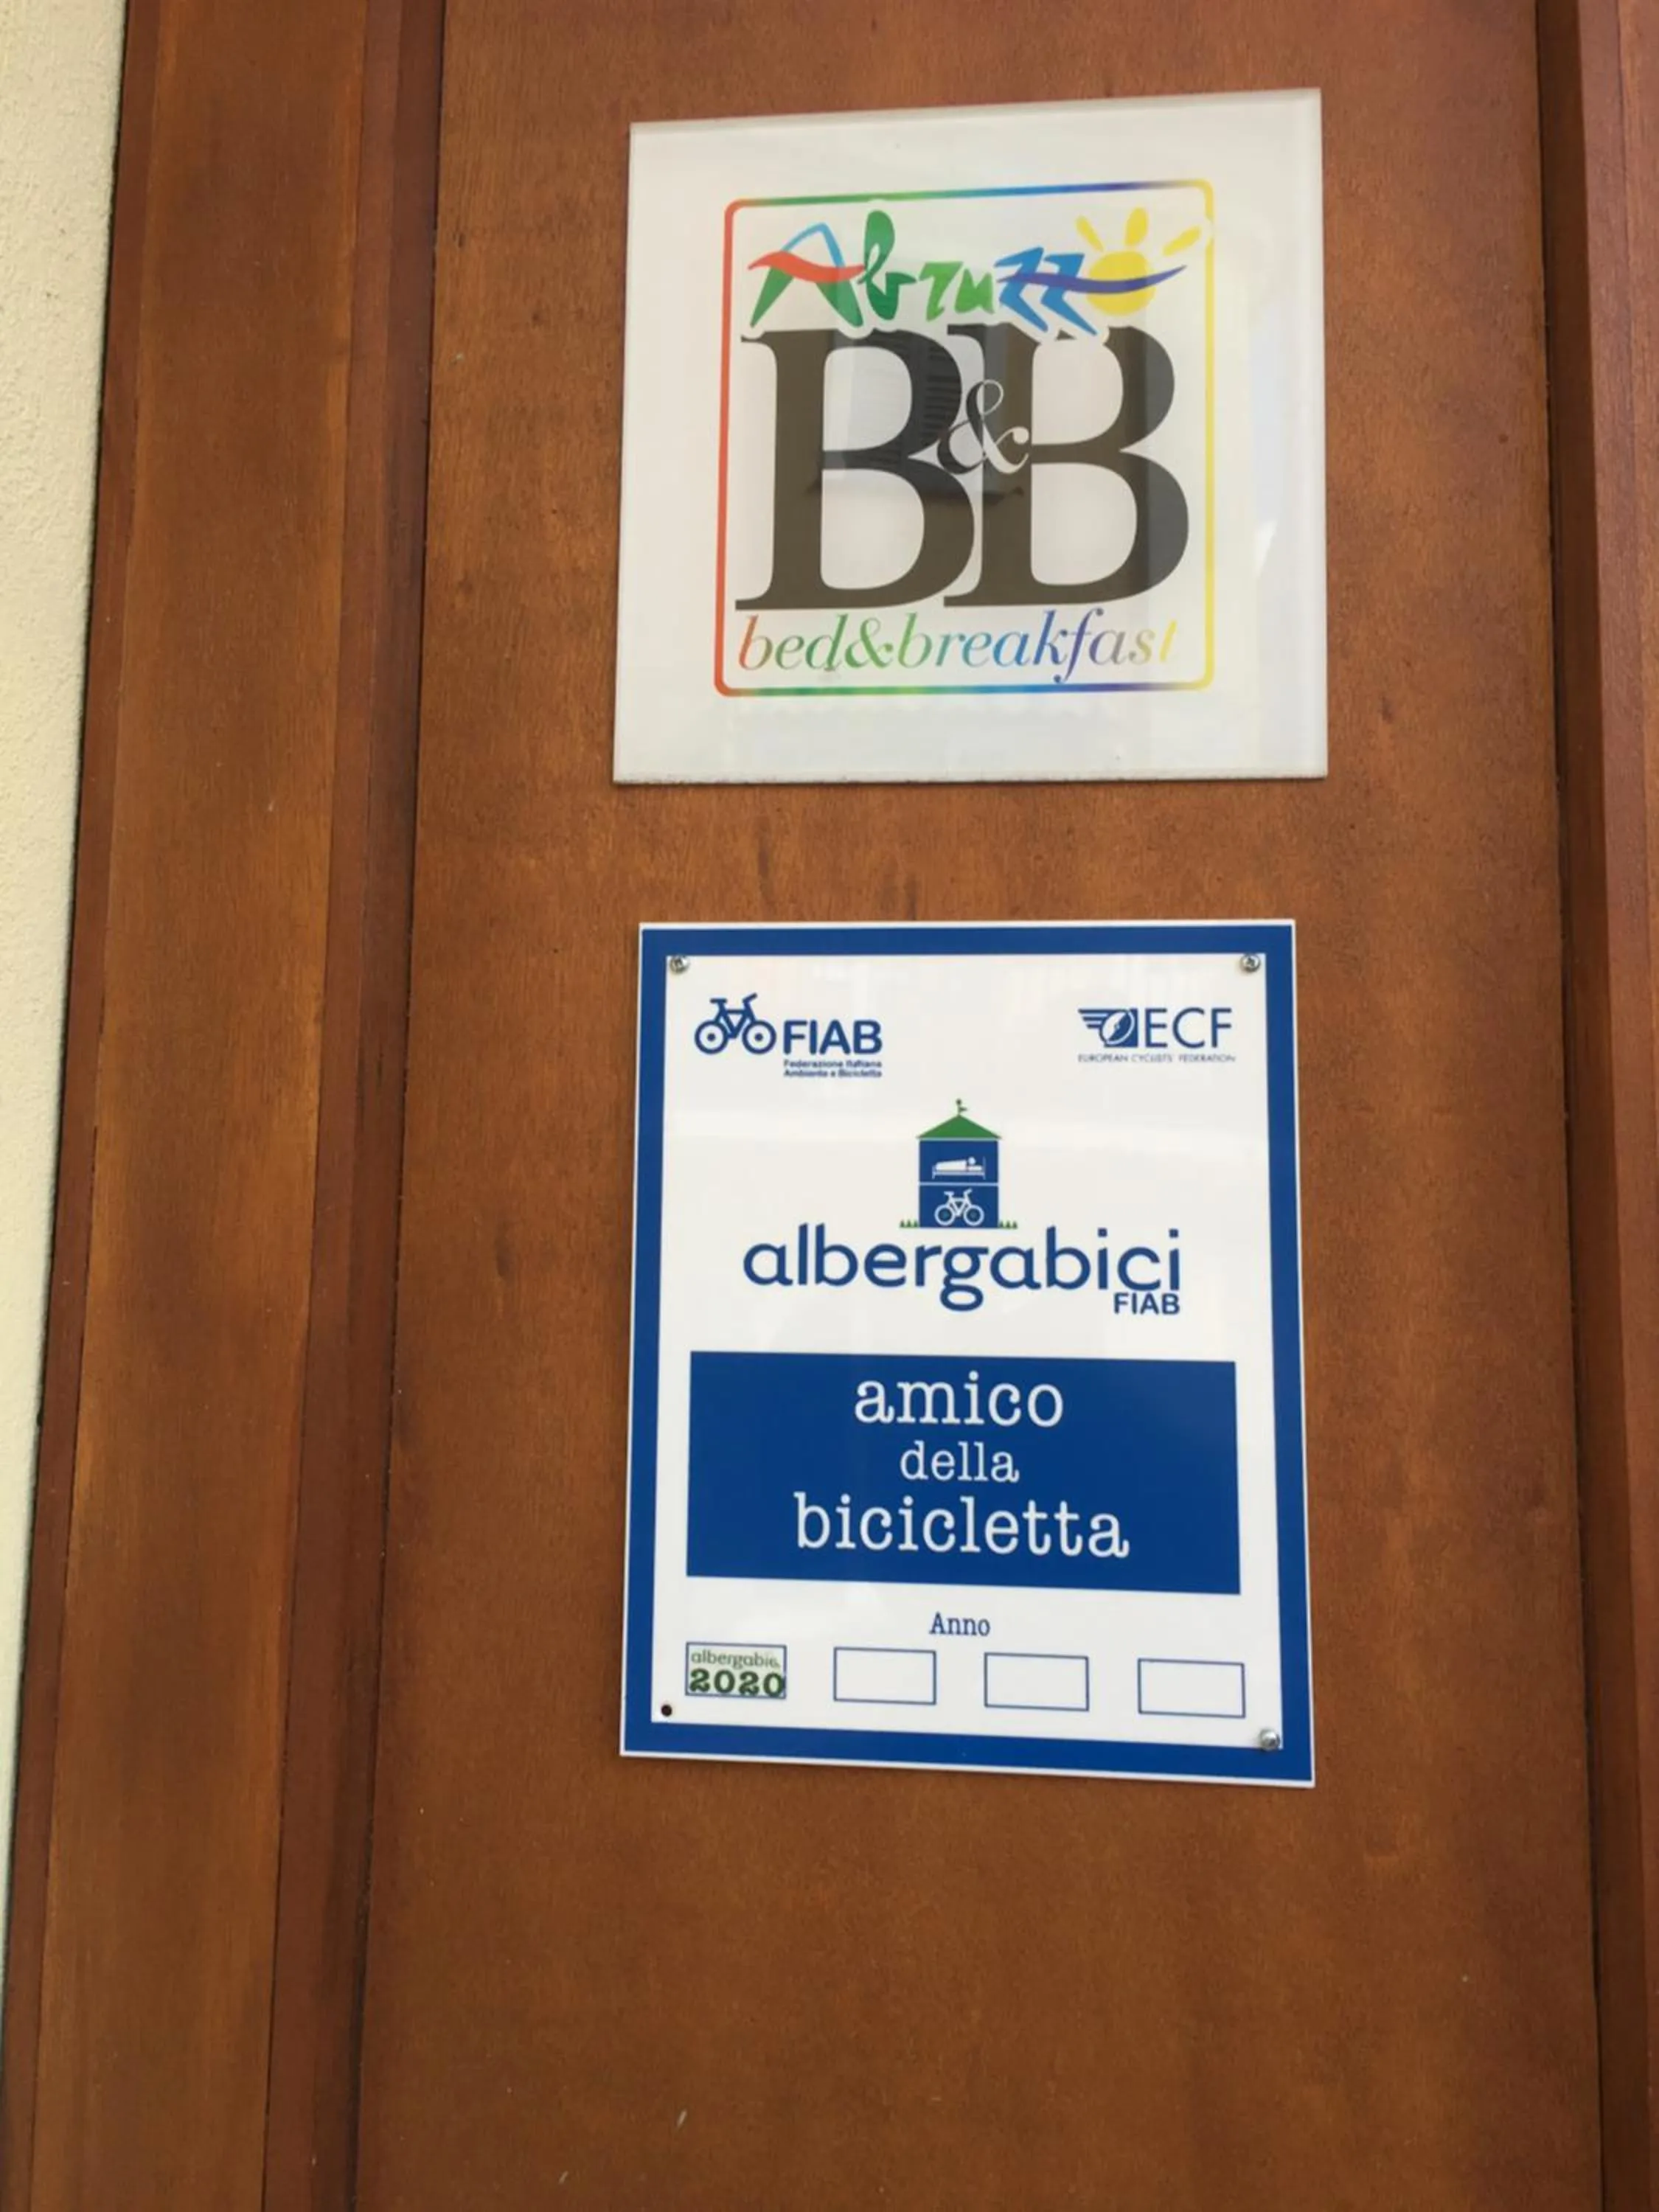 Abruzzo
B&B
bed&breakfast
FIAB
Federazione Italiana
Ambiente e Bicicletta
ECF
EUROPEAN CYCLISTS' FEDERATION
albergabici
FIAB
amico
della
bicicletta
Anno
albergabici
2020